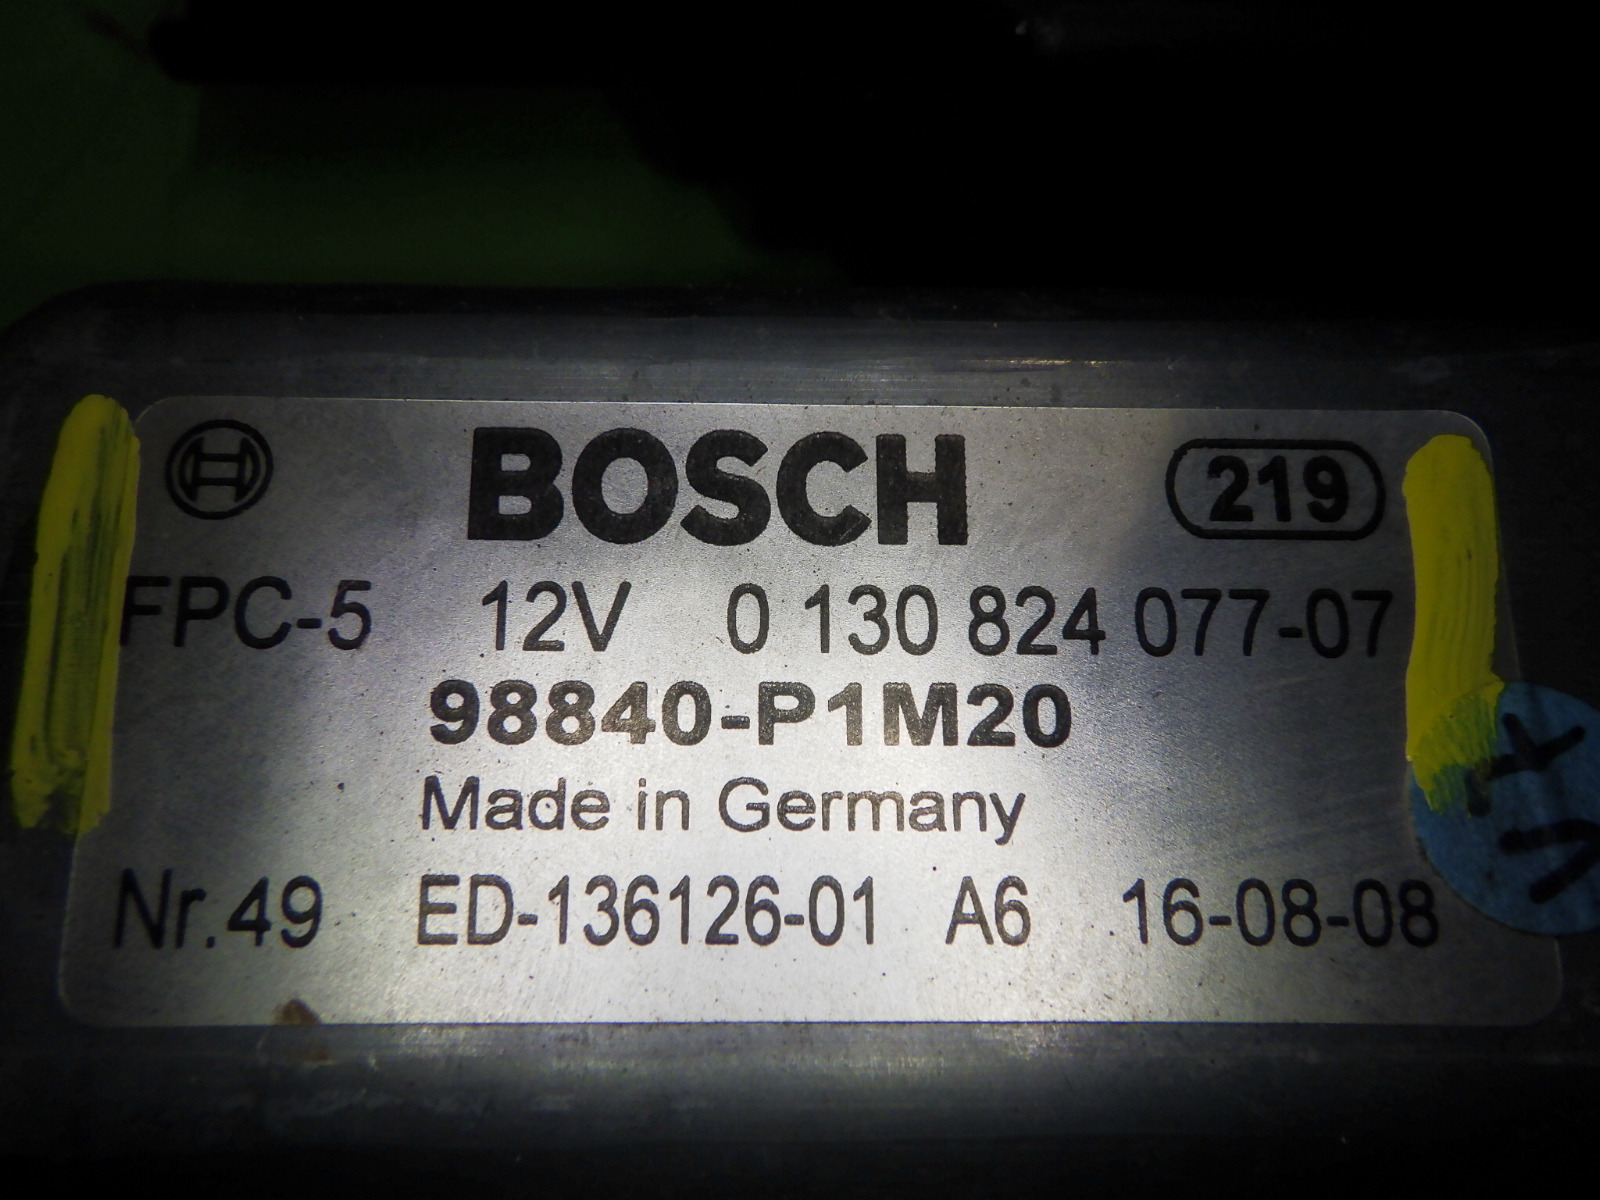 BOSCH 219
FPC-5 12V 0 130 824 077-07
98840-P1M20
Made in Germany
Nr.49 ED-136126-01 A6 16-08-08